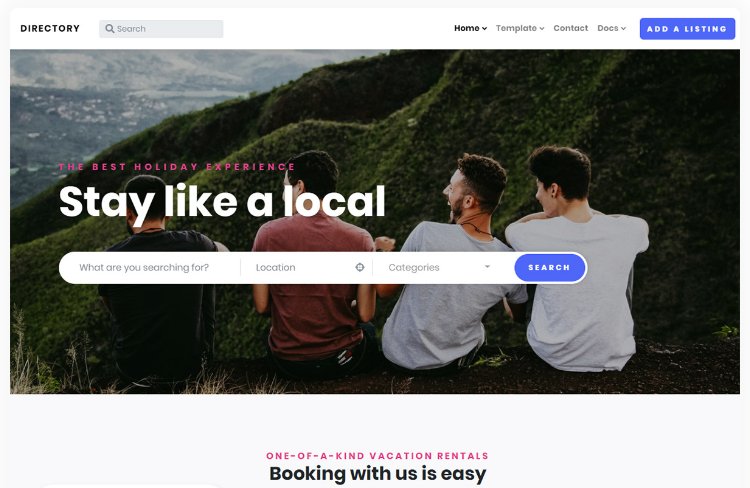 DIRECTORY
Search
Home
Template
Contact
Docs
ADD A LISTING
THE BEST HOLIDAY EXPERIENCE
Stay like a local
What are you searching for?
Location
Categories
SEARCH
ONE-OF-A-KIND VACATION RENTALS
Booking with us is easy